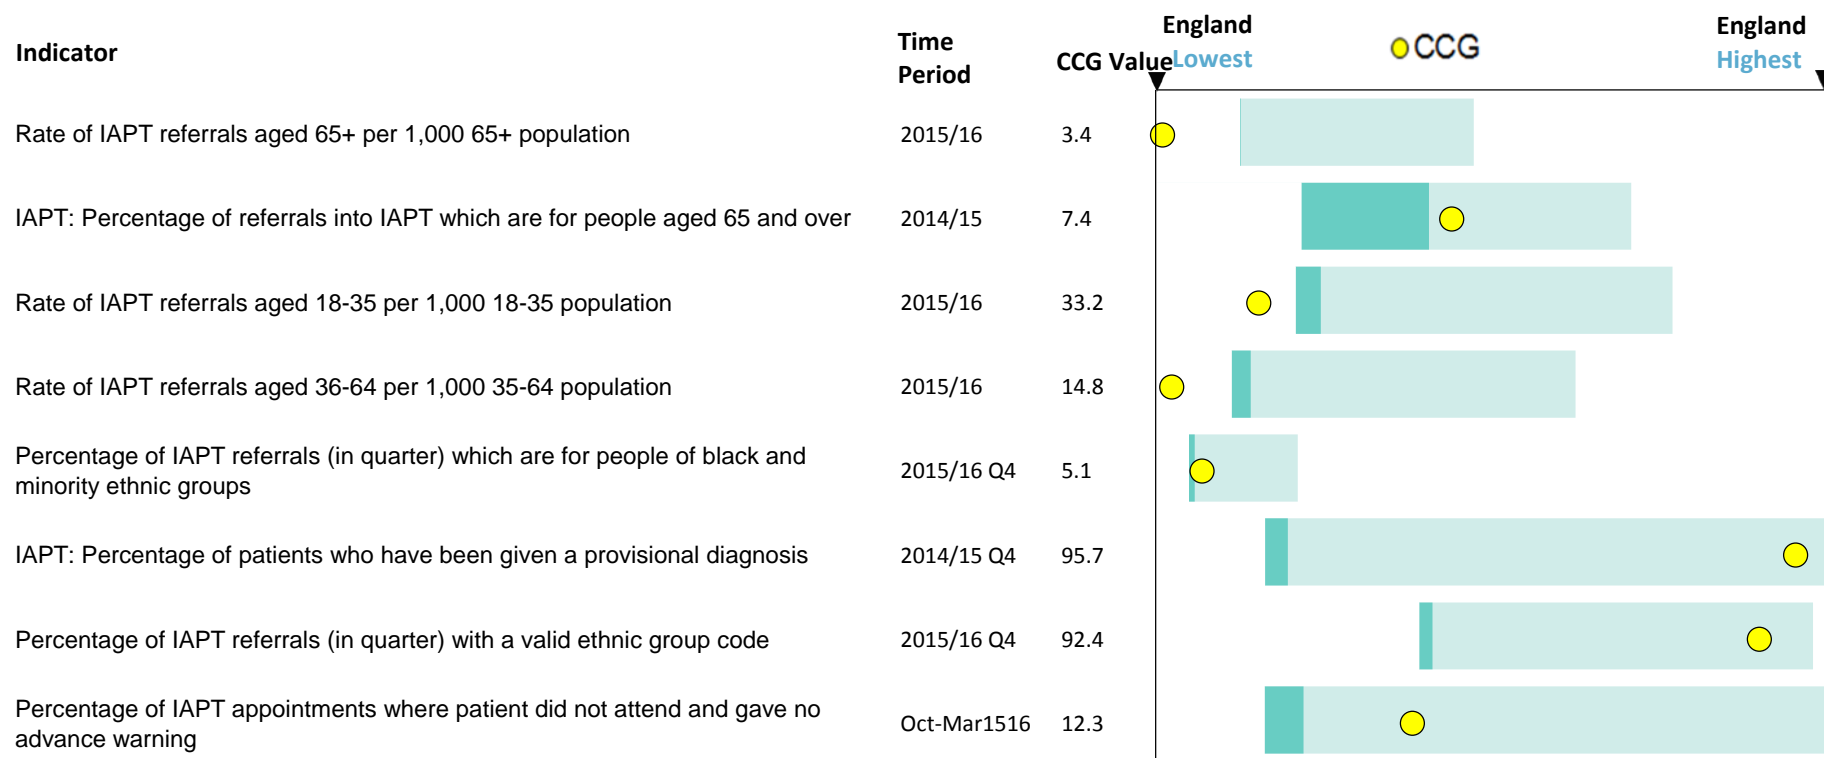 Indicator
Time Period
CCG Value
England Lowest
CCG
England Highest
Rate of IAPT referrals aged 65+ per 1,000 65+ population 2015/16 3.4
IAPT: Percentage of referrals into IAPT which are for people aged 65 and over 2014/15 7.4
Rate of IAPT referrals aged 18-35 per 1,000 18-35 population 2015/16 33.2
Rate of IAPT referrals aged 36-64 per 1,000 35-64 population 2015/16 14.8
Percentage of IAPT referrals (in quarter) which are for people of black and
minority ethnic groups 2015/16 Q4 5.1
IAPT: Percentage of patients who have been given a provisional diagnosis 2014/15 Q4 95.7
Percentage of IAPT referrals (in quarter) with a valid ethnic group code 2015/16 Q4 92.4
Percentage of IAPT appointments where patient did not attend and gave no
advance warning Oct-Mar1516 12.3